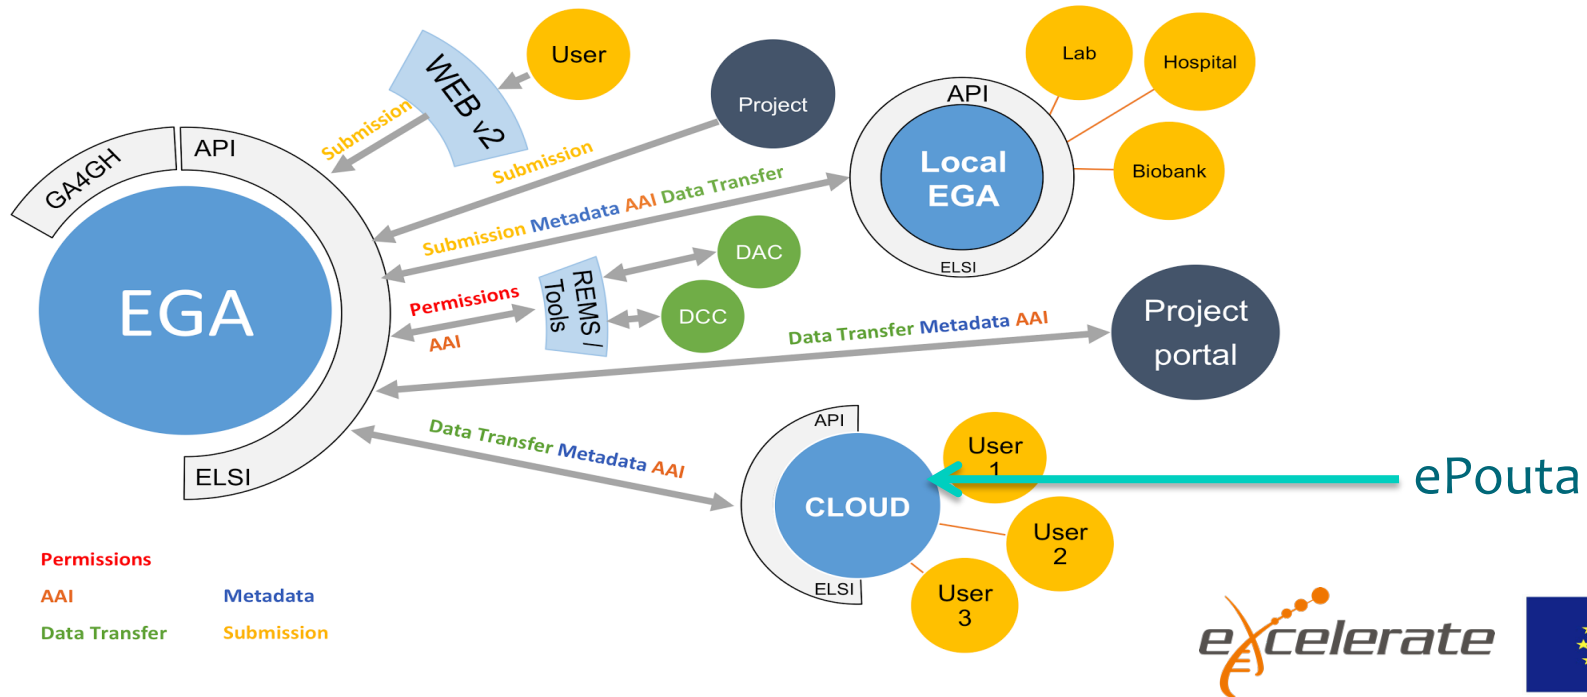 User
WEB v2
Submission
Project
Submission
Submission Metadata AAI Data Transfer
GA4GH
API
EGA
ELSI
API
Local
EGA
ELSI
Lab
Hospital
Biobank
Permissions
AAI
REMS /
Tools
DAC
DCC
Data Transfer Metadata AAI
Project
portal
Data Transfer Metadata AAI
API
CLOUD
ELSI
User
1
User
2
User
3
ePouta
Permissions
AAI
Metadata
Data Transfer
Submission
excelerate